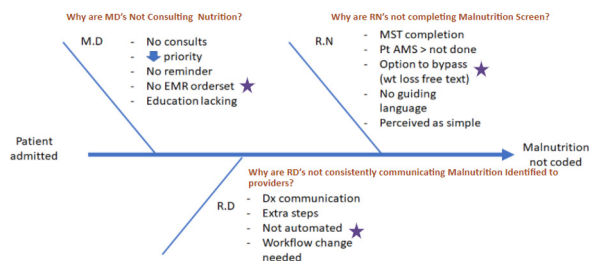 Why are MD's Not Consulting Nutrition?
M.D
- No consults
- priority
- No reminder
- No EMR orderset
- Education lacking
Why are RN's not completing Malnutrition Screen?
R.N
- MST completion
- Pt AMS > not done
- Option to bypass
(wt loss free text)
- No guiding
language
- Perceived as simple
Patient
admitted
Malnutrition
not coded
Why are RD's not consistently communicating Malnutrition Identified to
providers?
R.D
- Dx communication
- Extra steps
- Not automated
- Workflow change
needed